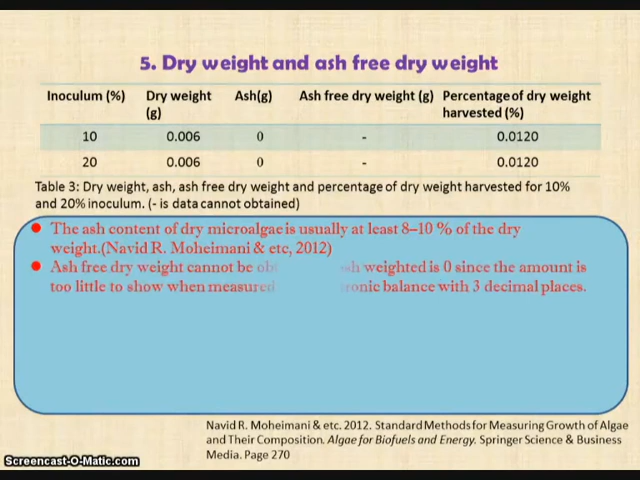 5. Dry weight and ash free dry weight
Inoculum (%) Dry weight (g) Ash(g) Ash free dry weight (g) Percentage of dry weight harvested (%)
10 0.006 0 - 0.0120
20 0.006 0 - 0.0120
Table 3: Dry weight, ash, ash free dry weight and percentage of dry weight harvested for 10%
and 20% inoculum. (- is data cannot obtained)
The ash content of dry microalgae is usually at least 8–10 % of the dry
weight.(Navid R. Moheimani & etc, 2012)
Ash free dry weight cannot be weighted is 0 since the amount is
too little to show when measured balance with 3 decimal places.
Navid R. Moheimani & etc. 2012. Standard Methods for Measuring Growth of Algae
and Their Composition. Algae for Biofuels and Energy. Springer Science & Business
Media. Page 270
Screencast-O-Matic.com